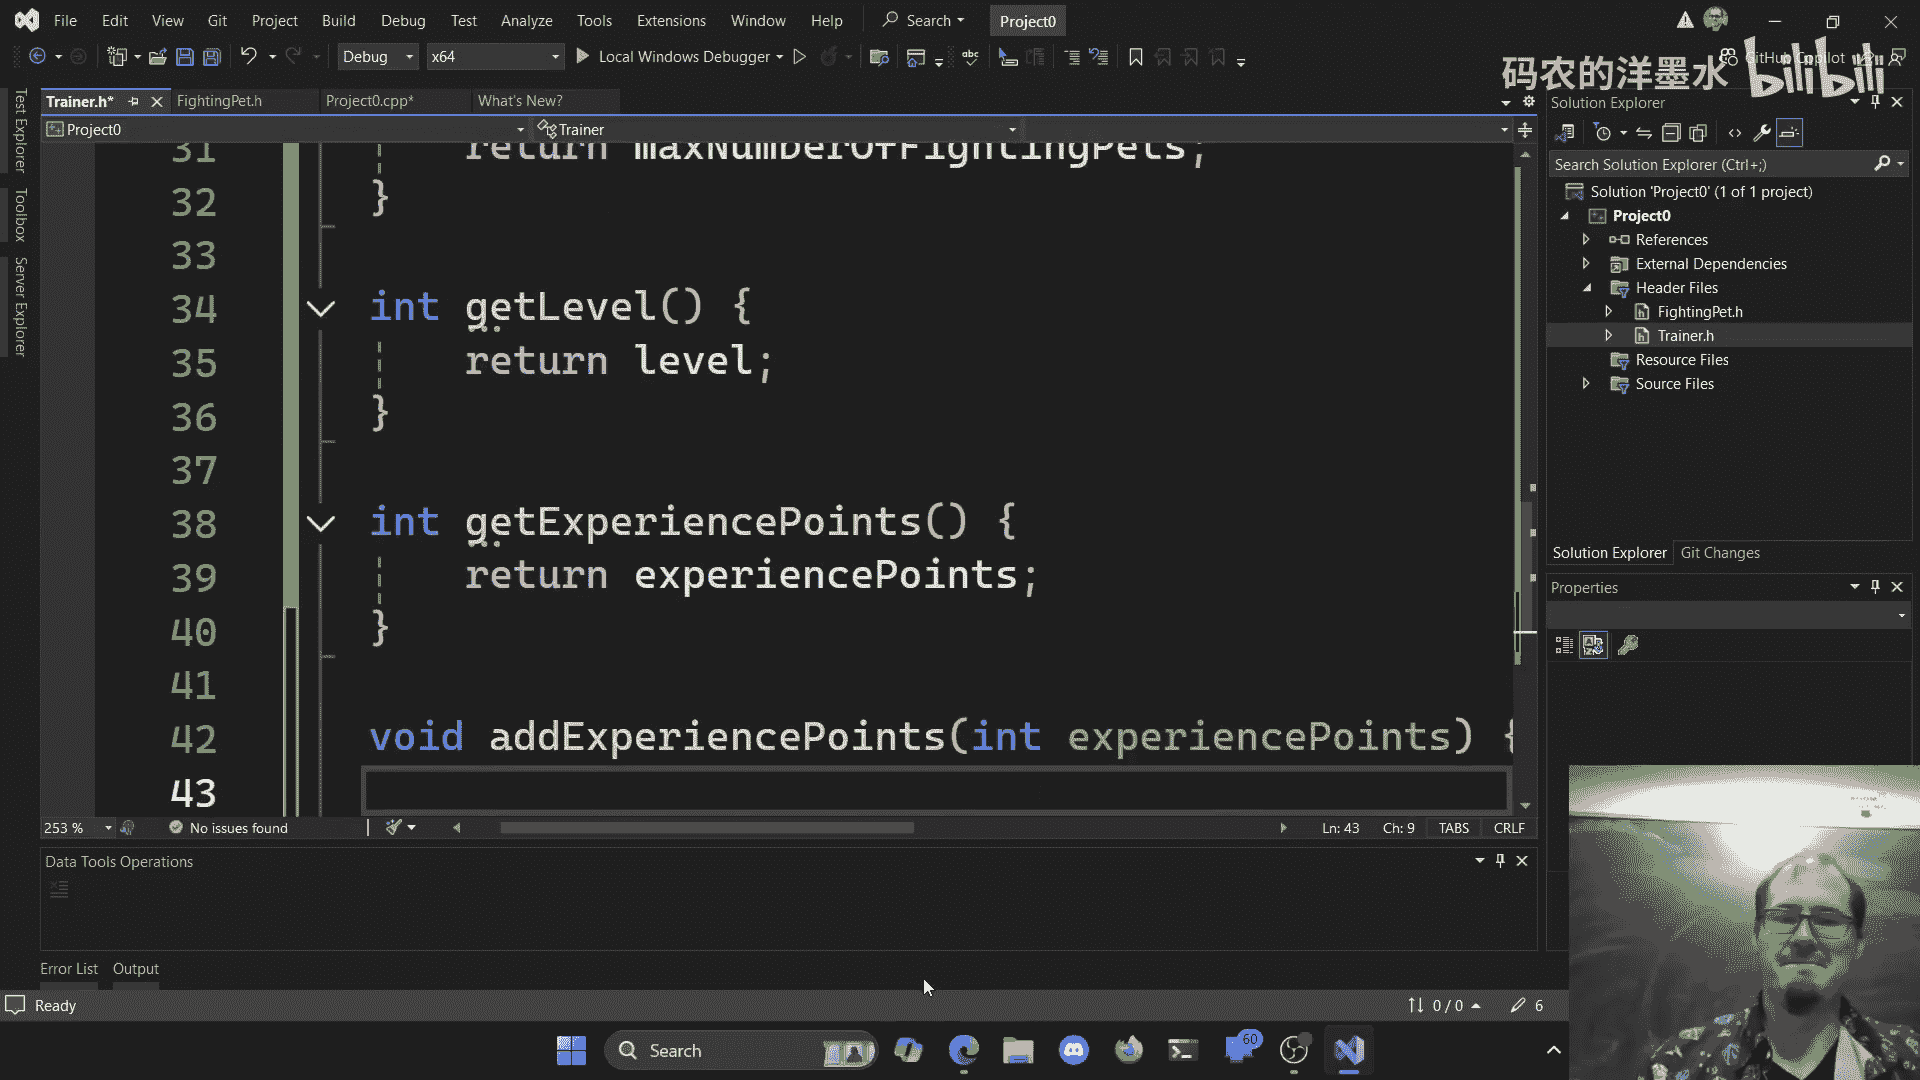 File Edit View Git Project Build Debug Test Analyze Tools Extensions Window Help Search Project0
Debug x64 Local Windows Debugger GitHub Copilot
码农的洋墨水 bilibili
Trainer.h* FightingPet.h Project0.cpp* What's New?
Project0 Trainer
31 return maxNumberOfFightingPets;
32 }
33
34 int getLevel() {
35 return level;
36 }
37
38 int getExperiencePoints() {
39 return experiencePoints;
40 }
41
42 void addExperiencePoints(int experiencePoints) {
43
253 % No issues found Ln: 43 Ch: 9 TABS CRLF
Data Tools Operations
Error List Output
Ready 0 / 0 6
Test Explorer
Toolbox
Server Explorer
Solution Explorer
Search Solution Explorer (Ctrl+;)
Solution 'Project0' (1 of 1 project)
Project0
References
External Dependencies
Header Files
FightingPet.h
Trainer.h
Resource Files
Source Files
Solution Explorer Git Changes
Properties
Search
60